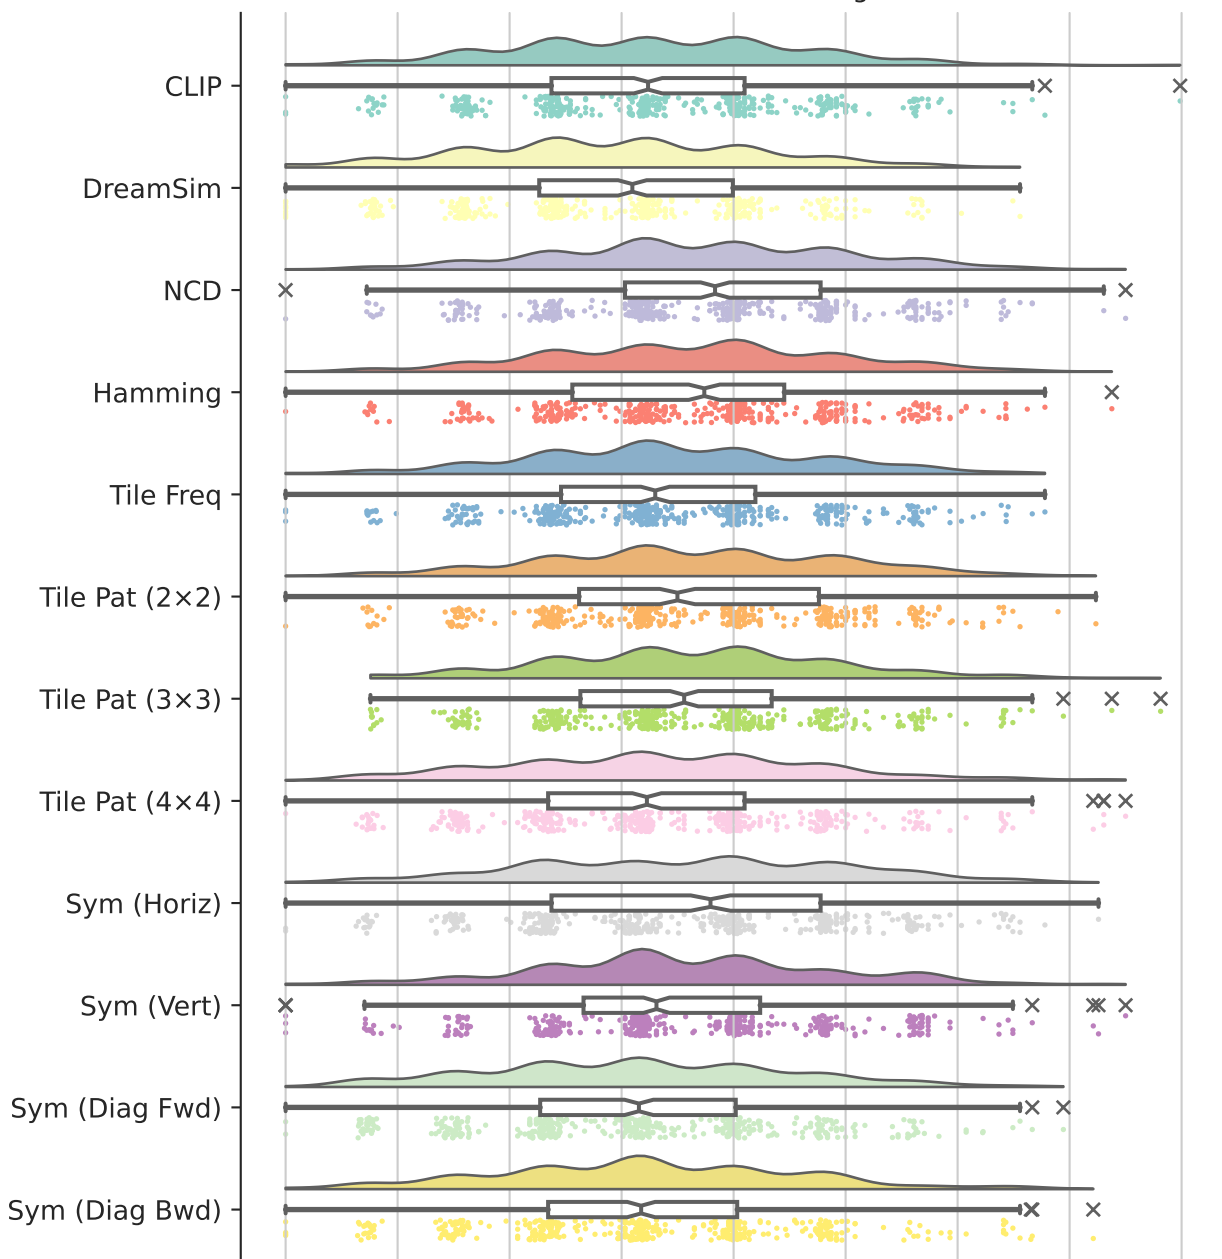 CLIP
DreamSim
NCD
Hamming
Tile Freq
Tile Pat (2×2)
Tile Pat (3×3)
Tile Pat (4×4)
Sym (Horiz)
Sym (Vert)
Sym (Diag Fwd)
Sym (Diag Bwd)